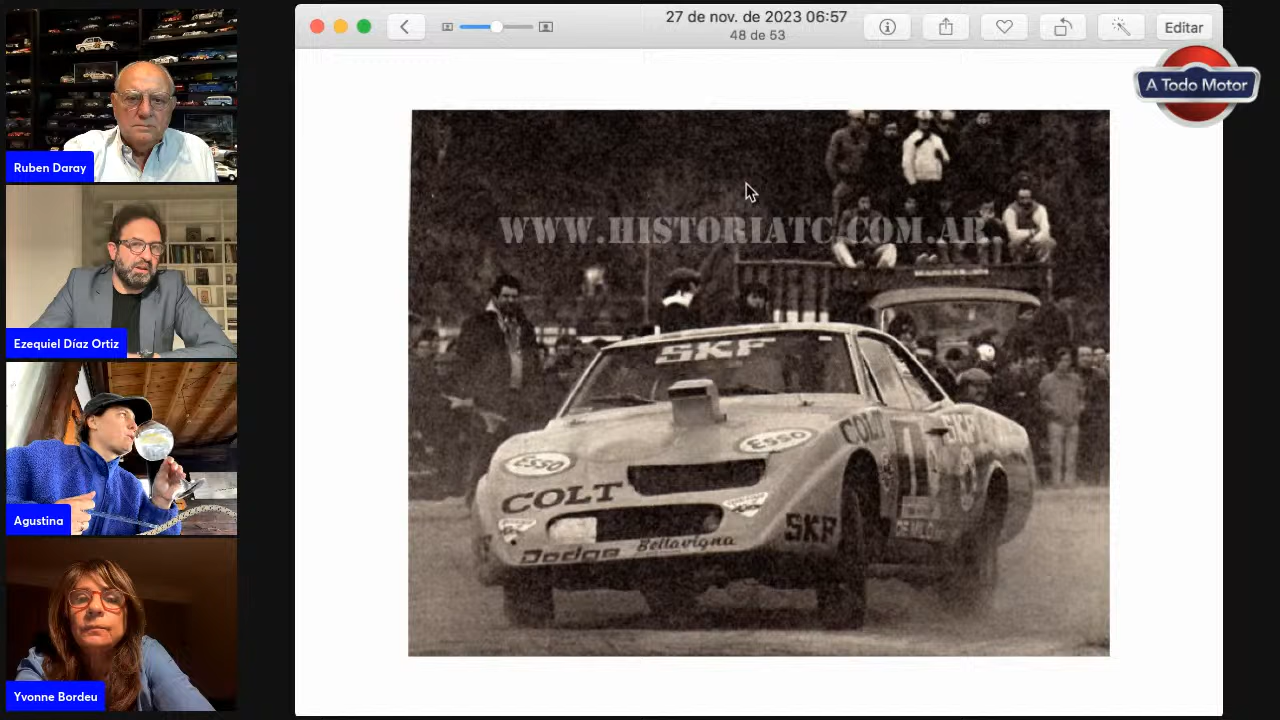 27 de nov. de 2023 06:57
48 de 53
Editar
A Todo Motor
Ruben Daray
Ezequiel Díaz Ortiz
Agustina
Yvonne Bordeu
WWW.HISTORIATC.COM.AR
SKF
Esso
Esso
COLT
COLT
SKF
1
SKF
Dodge
Bellavigna